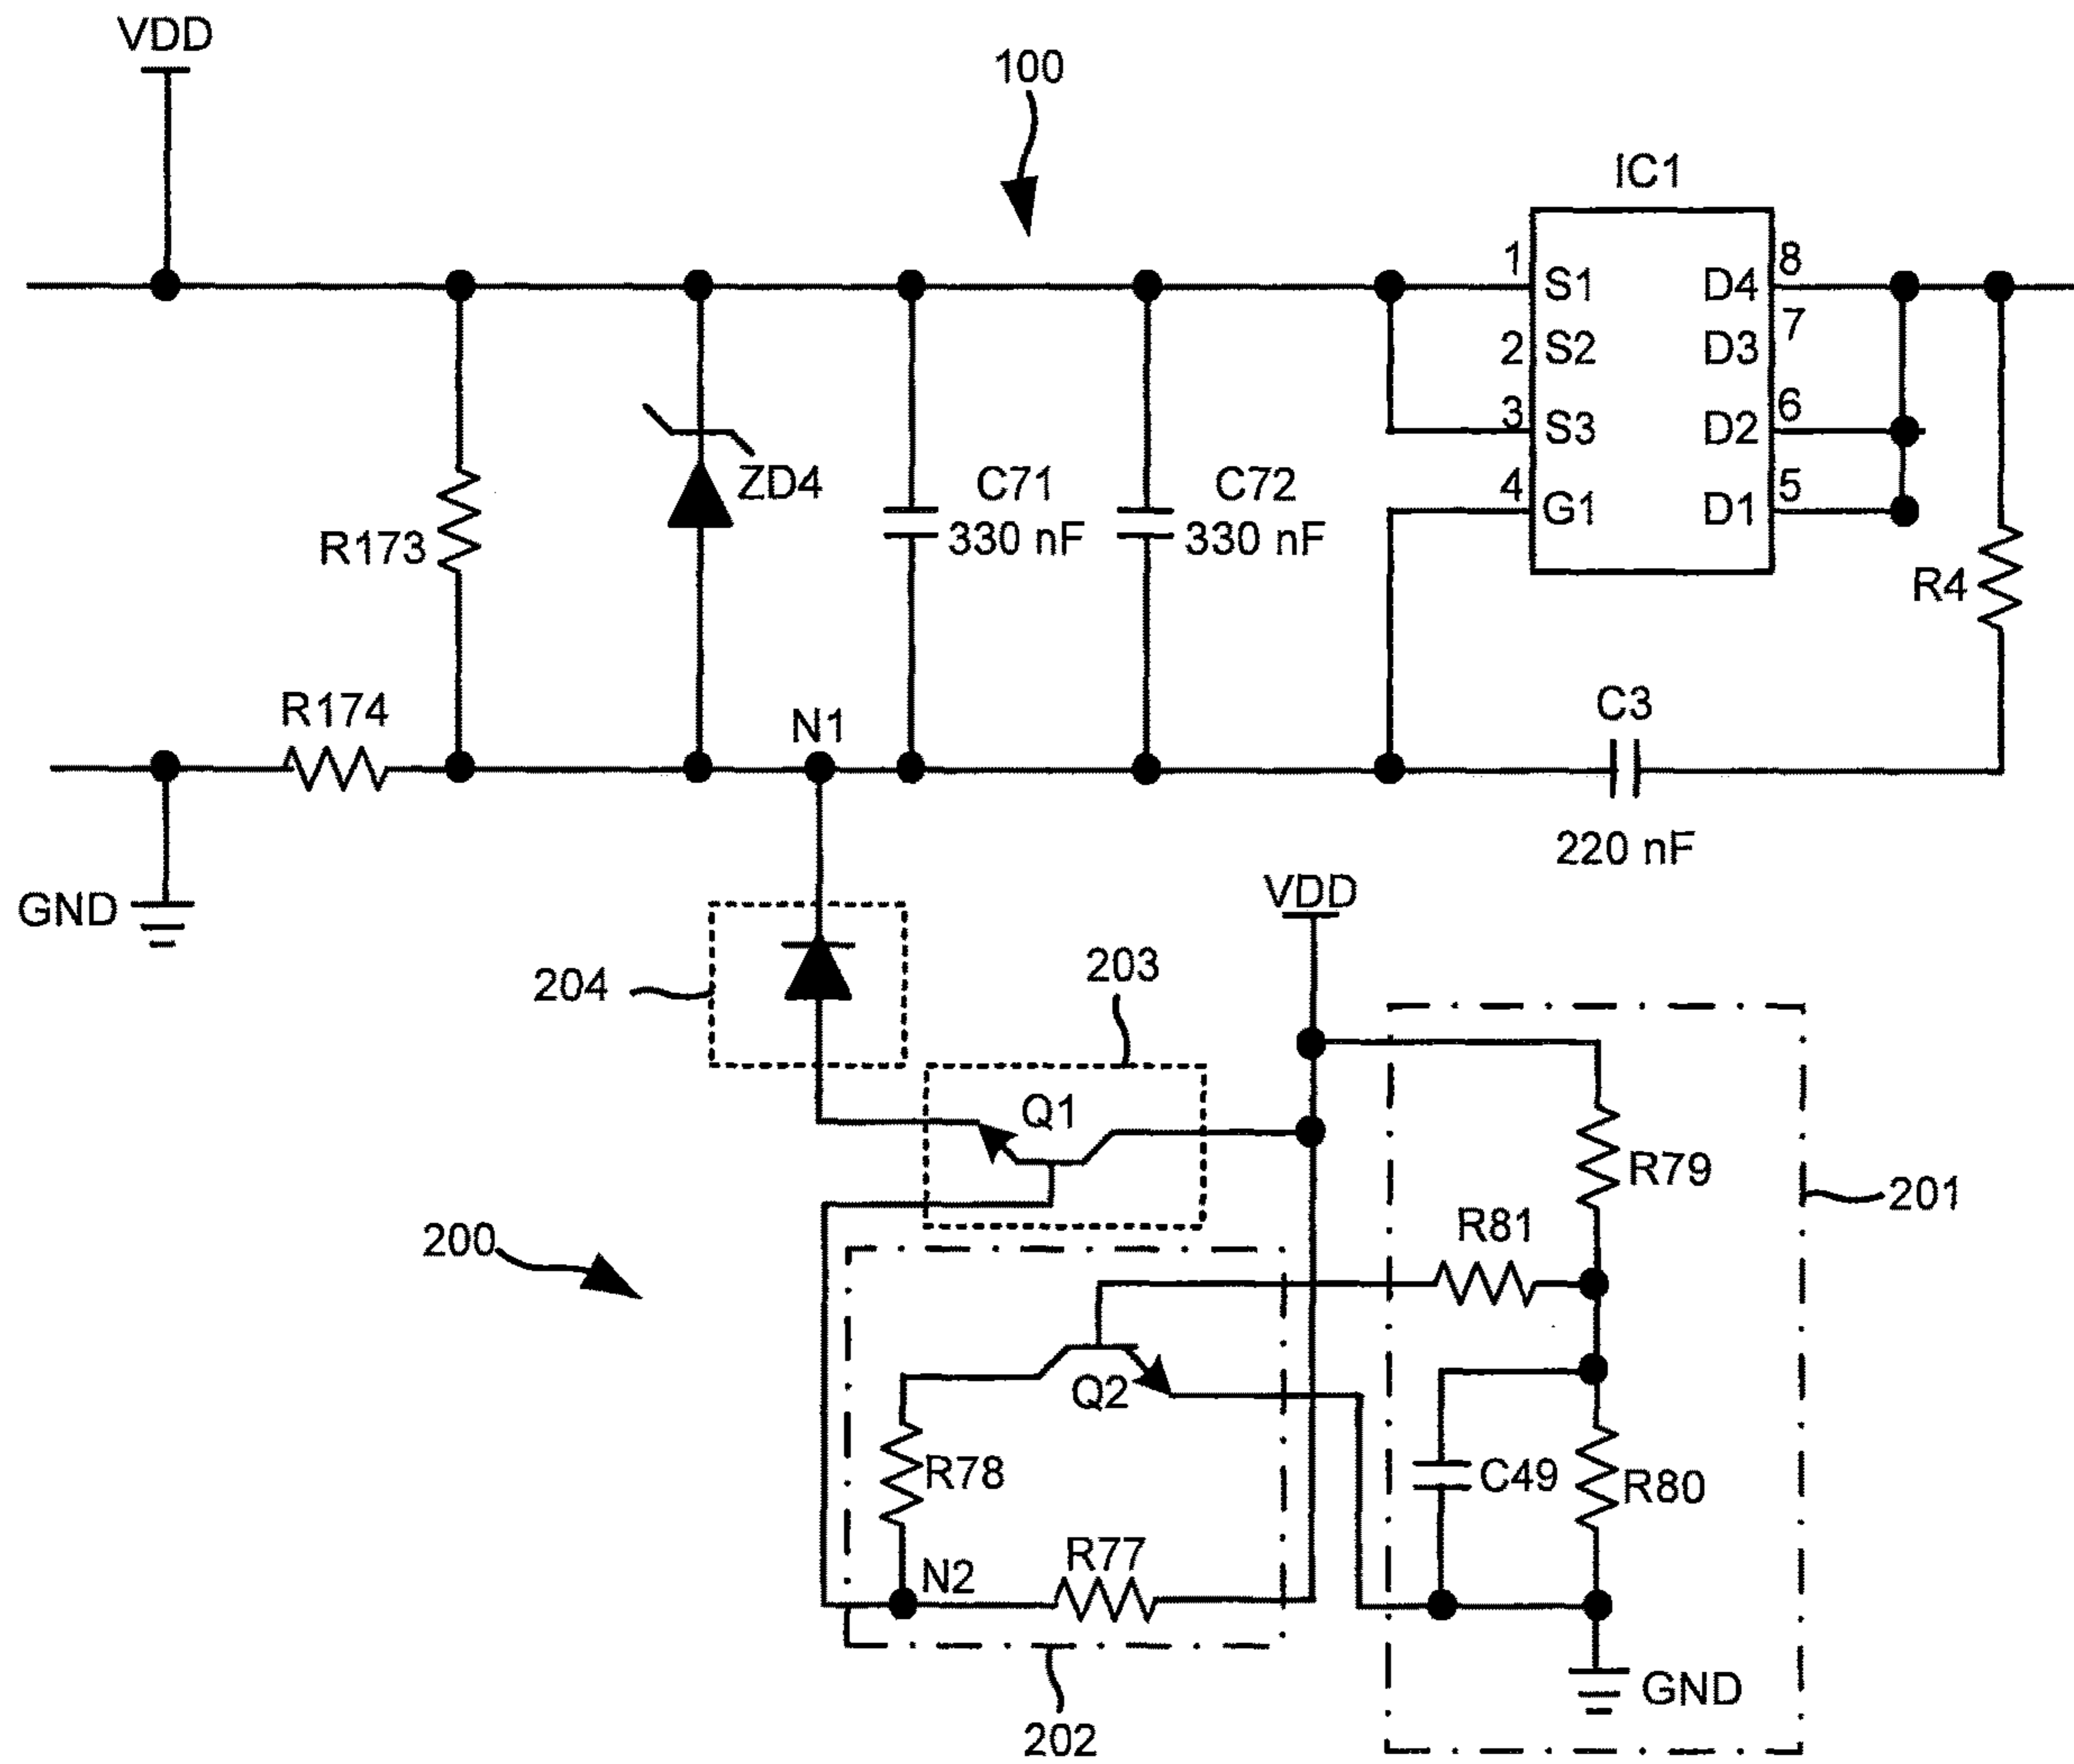 VDD
100
IC1
1 S1 D4 8
2 S2 D3 7
3 S3 D2 6
4 G1 D1 5
R173
ZD4
C71
330 nF
C72
330 nF
R4
R174
N1
C3
220 nF
GND
VDD
204
203
Q1
R79
201
R81
200
Q2
R78
C49
R80
R77
N2
GND
202